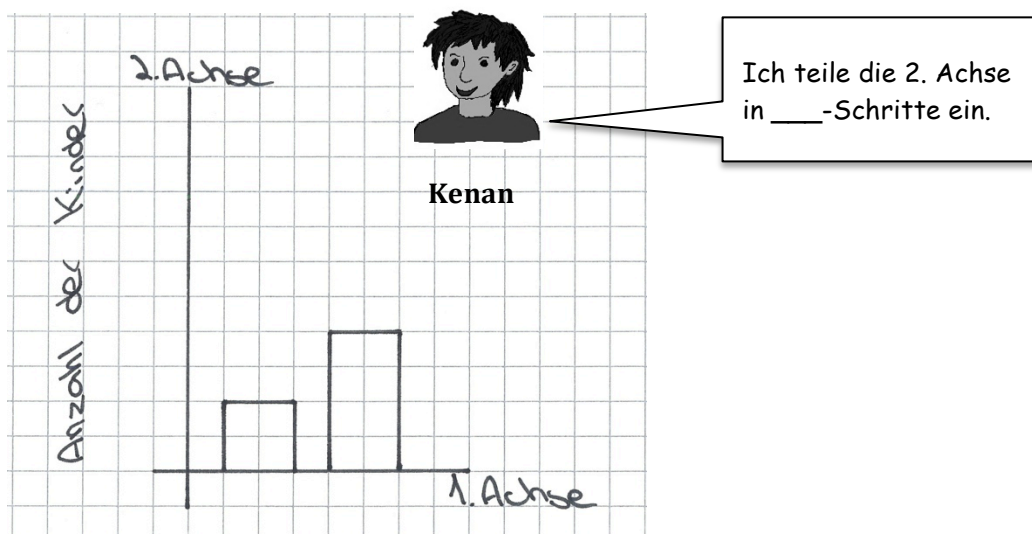 2. Achse
Ich teile die 2. Achse
in ___-Schritte ein.
Kenan
Anzahl der Kinder
1. Achse